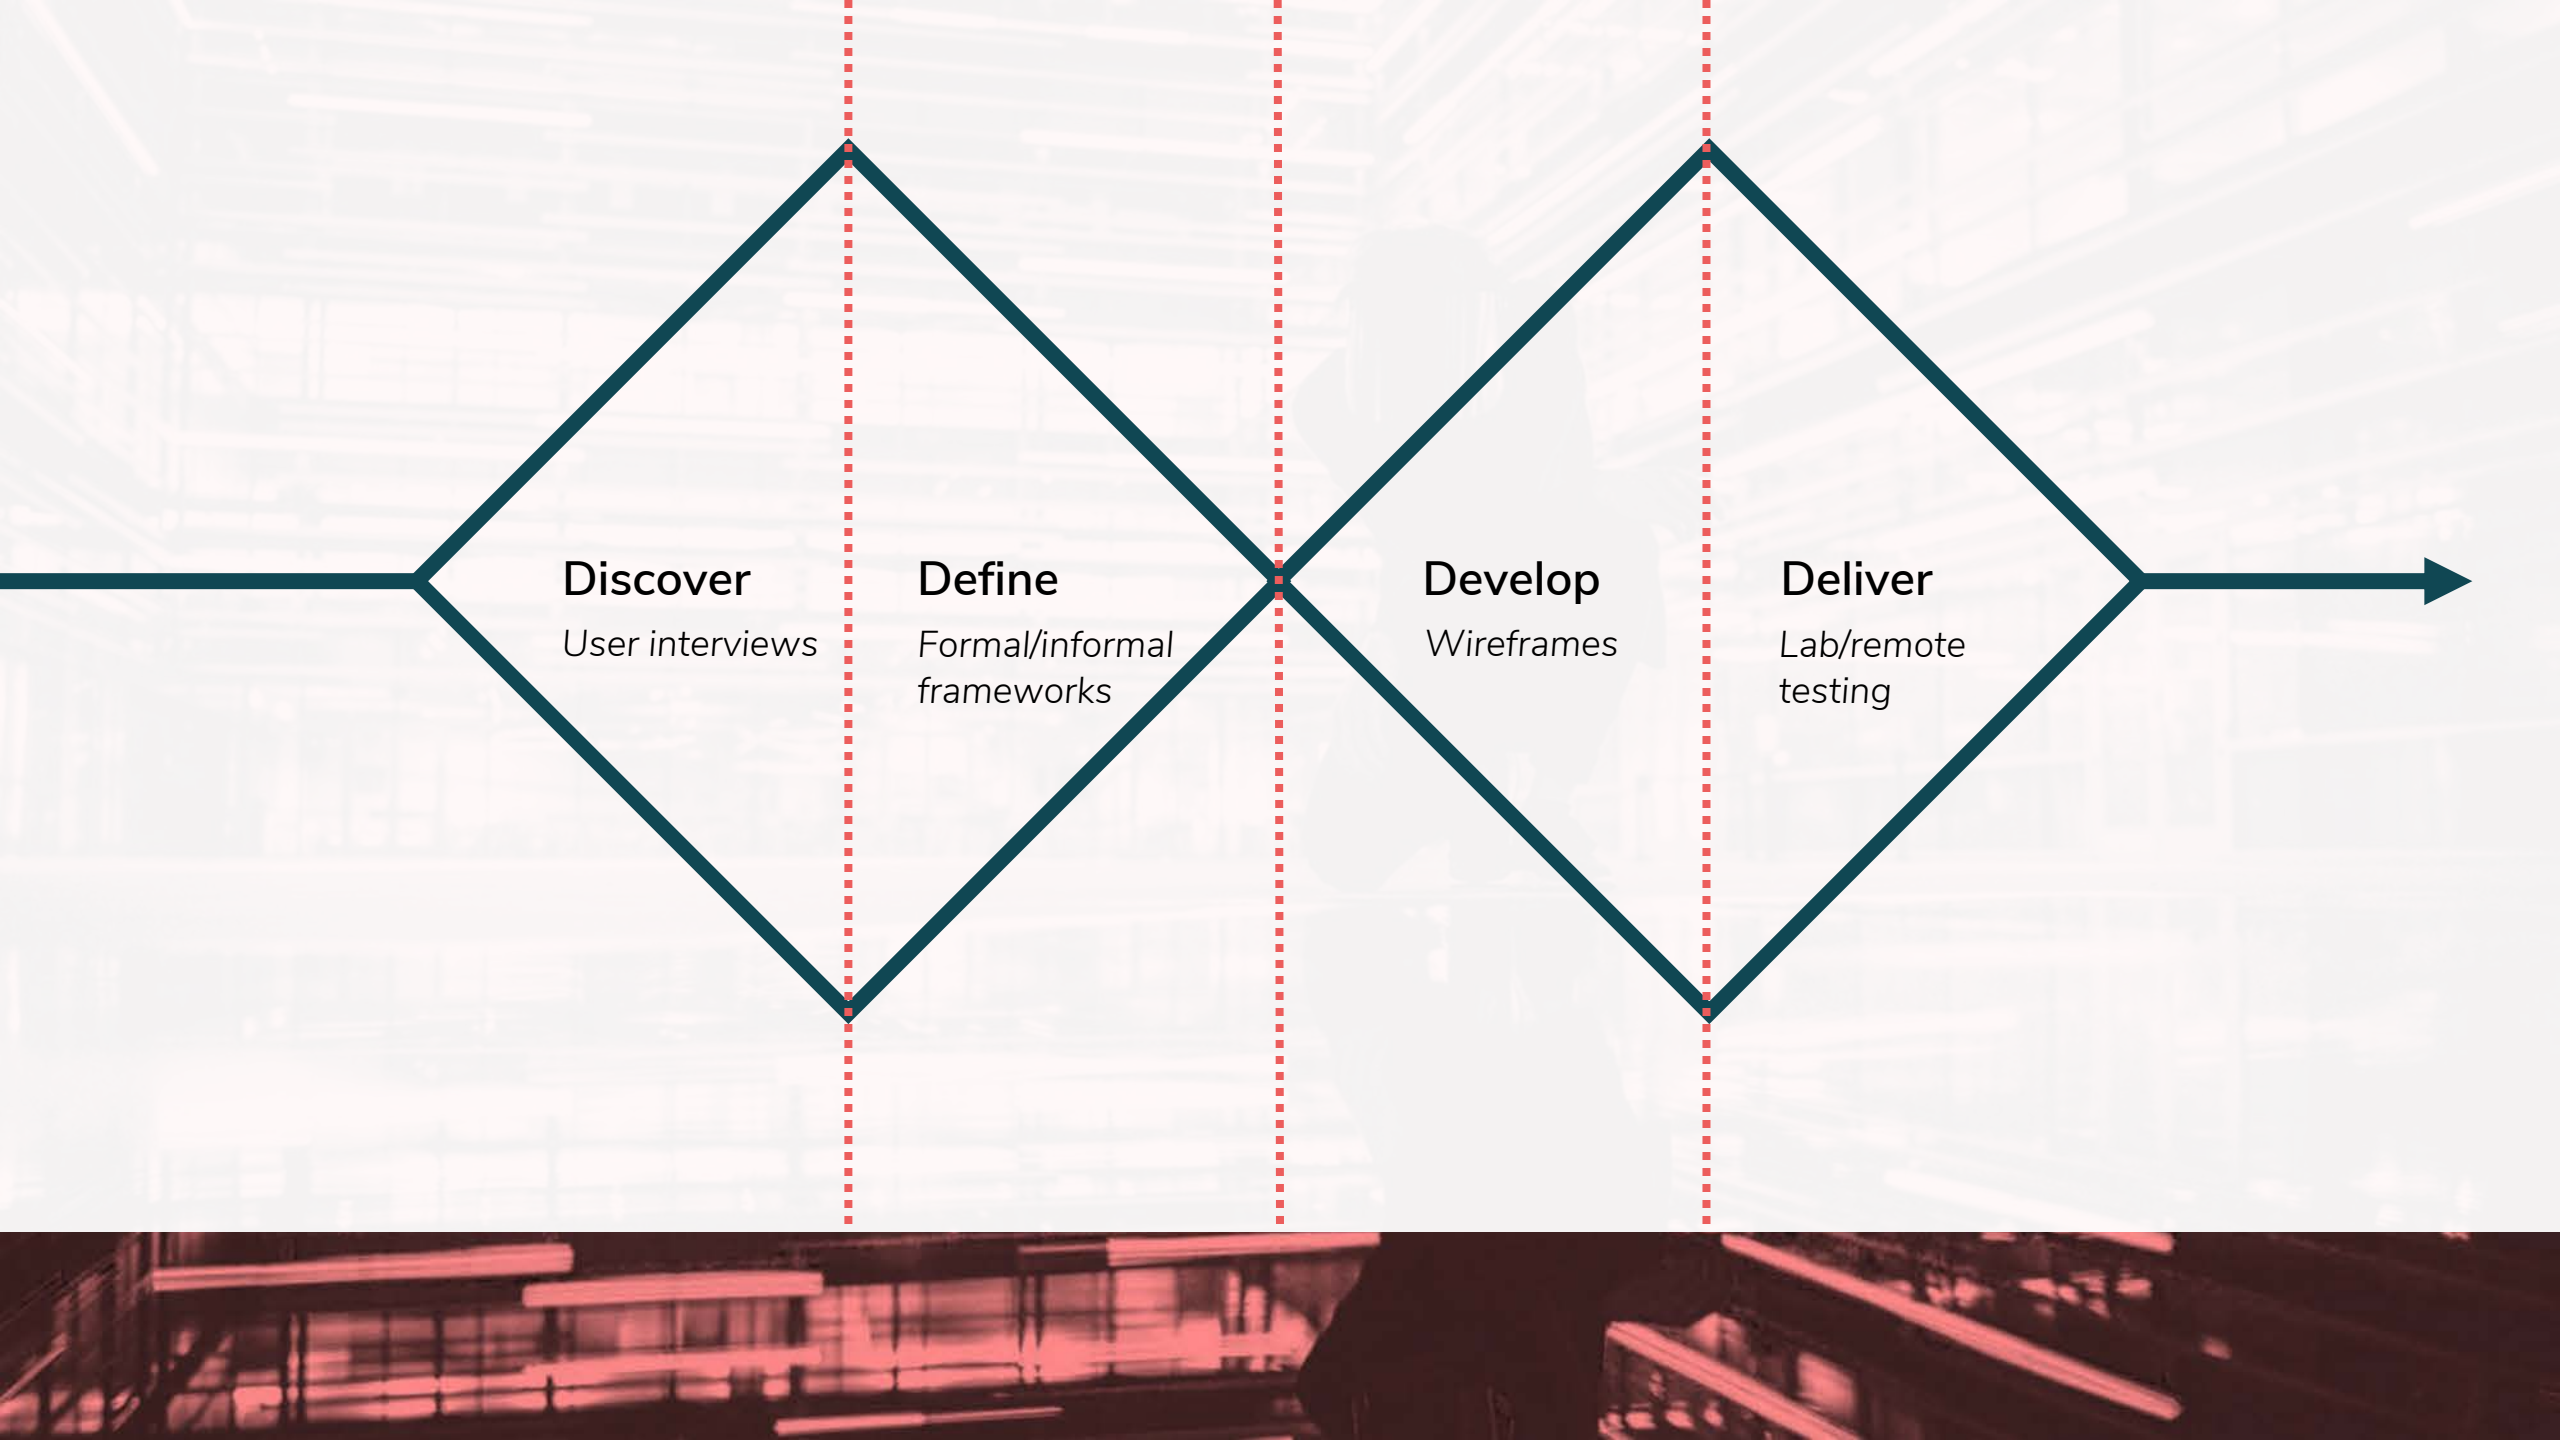 Discover
User interviews
Define
Formal/informal
frameworks
Develop
Wireframes
Deliver
Lab/remote
testing